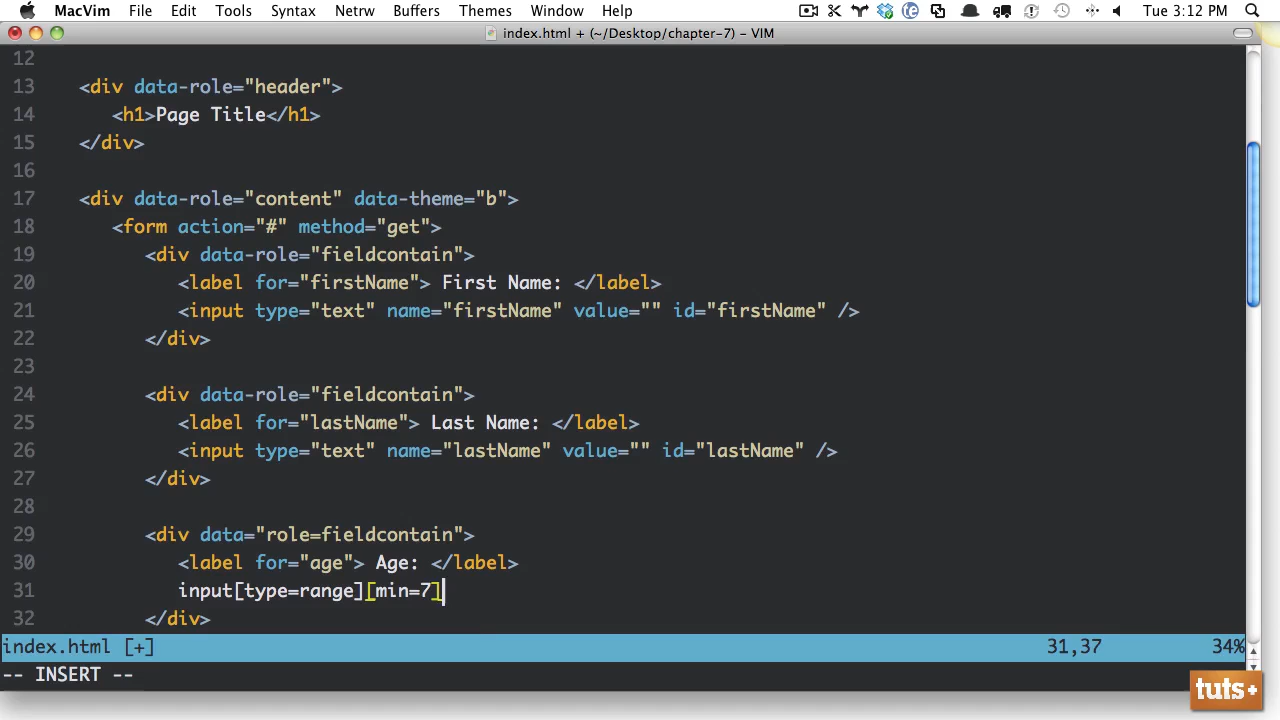 MacVim File Edit Tools Syntax Netrw Buffers Themes Window Help Tue 3:12 PM
index.html + (~/Desktop/chapter-7) – VIM
12
13 <div data-role="header">
14 <h1>Page Title</h1>
15 </div>
16
17 <div data-role="content" data-theme="b">
18 <form action="#" method="get">
19 <div data-role="fieldcontain">
20 <label for="firstName"> First Name: </label>
21 <input type="text" name="firstName" value="" id="firstName" />
22 </div>
23
24 <div data-role="fieldcontain">
25 <label for="lastName"> Last Name: </label>
26 <input type="text" name="lastName" value="" id="lastName" />
27 </div>
28
29 <div data="role=fieldcontain">
30 <label for="age"> Age: </label>
31 input[type=range][min=7]
32 </div>
index.html [+] 31,37 34%
-- INSERT --
tuts+